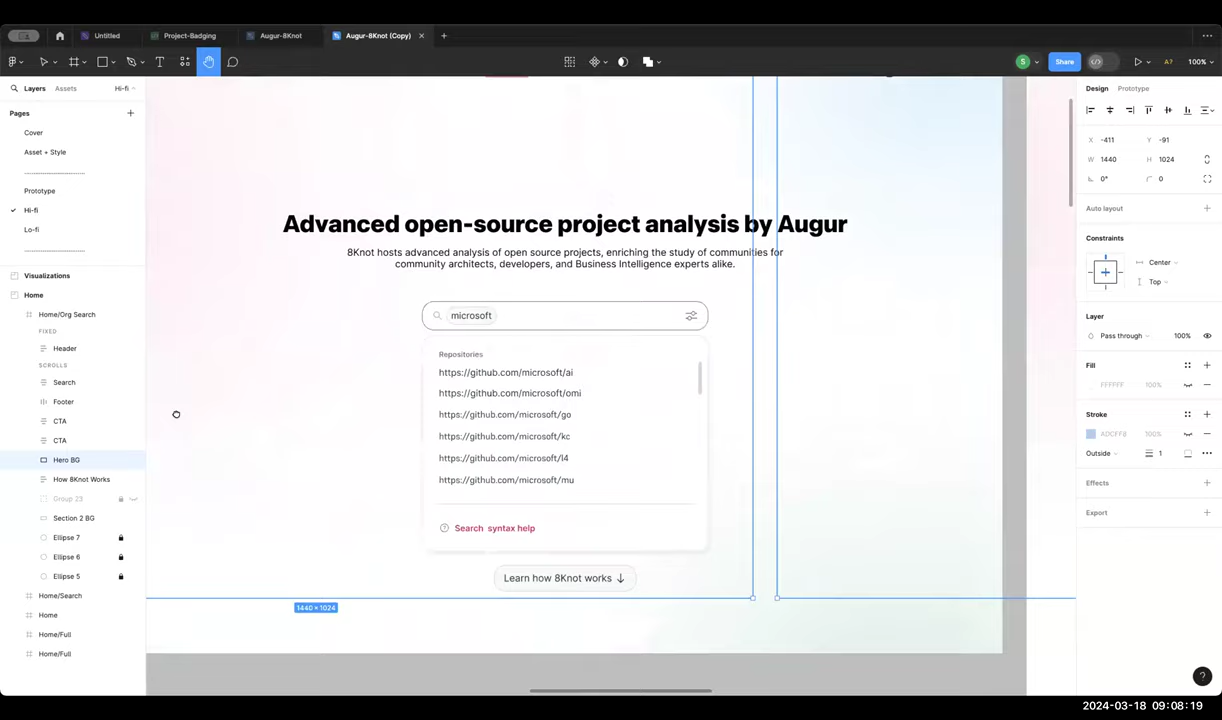 Untitled
Project-Badging
Augur-8Knot
Augur-8Knot (Copy)
S
Share
A?
100%
Layers
Assets
Hi-fi
Pages
Cover
Asset + Style
Prototype
Hi-fi
Lo-fi
Visualizations
Home
Home/Org Search
FIXED
Header
SCROLLS
Search
Footer
CTA
CTA
Hero BG
How 8Knot Works
Group 23
Section 2 BG
Ellipse 7
Ellipse 6
Ellipse 5
Home/Search
Home
Home/Full
Home/Full
Advanced open-source project analysis by Augur
8Knot hosts advanced analysis of open source projects, enriching the study of communities for
community architects, developers, and Business Intelligence experts alike.
microsoft
Repositories
https://github.com/microsoft/ai
https://github.com/microsoft/omi
https://github.com/microsoft/go
https://github.com/microsoft/kc
https://github.com/microsoft/l4
https://github.com/microsoft/mu
Search syntax help
Learn how 8Knot works
1440 × 1024
Design
Prototype
X -411 Y -91
W 1440 H 1024
0° 0
Auto layout
Constraints
Center
Top
Layer
Pass through 100%
Fill
FFFFFF 100%
Stroke
ADCFF8 100%
Outside 1
Effects
Export
?
2024-03-18 09:08:19